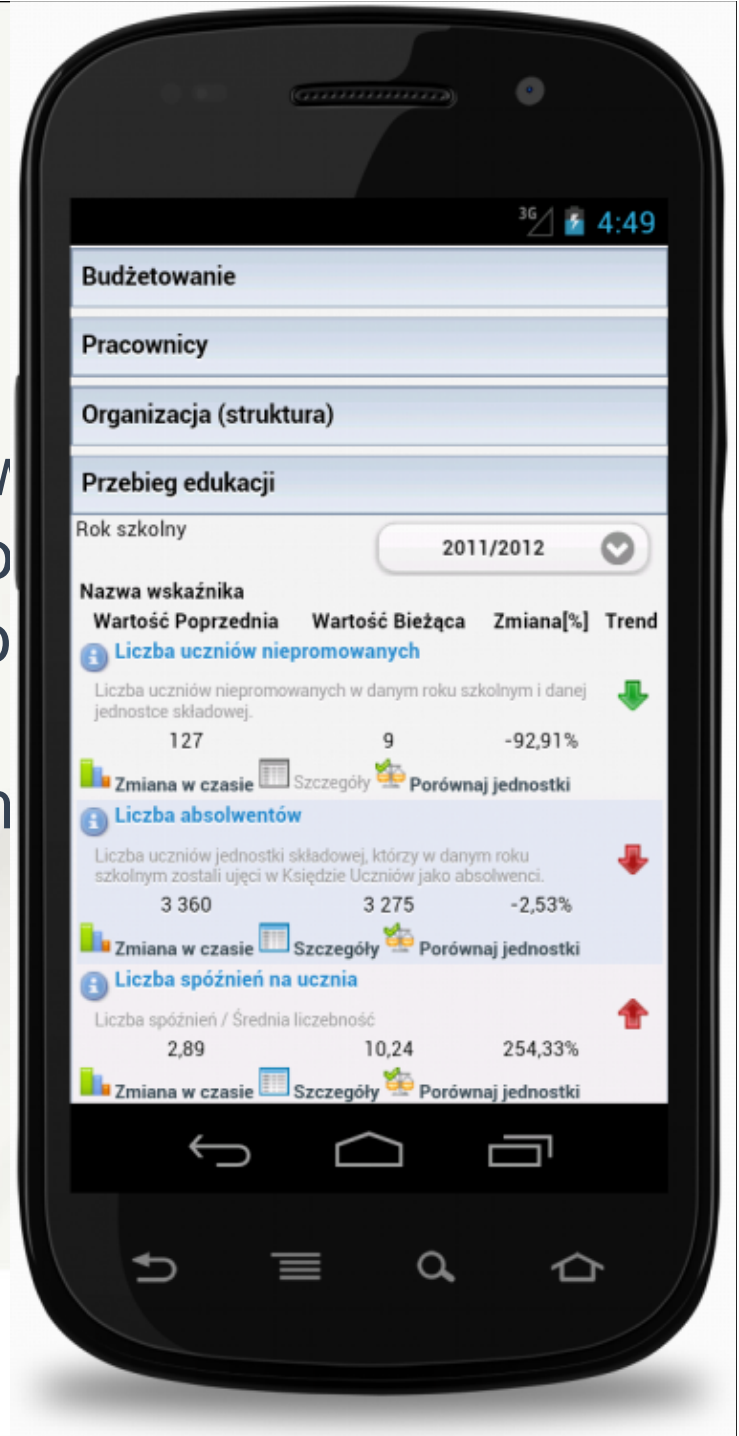 3G 4:49
Budżetowanie
Pracownicy
Organizacja (struktura)
Przebieg edukacji
Rok szkolny
2011/2012
Nazwa wskaźnika
Wartość Poprzednia Wartość Bieżąca Zmiana[%] Trend
Liczba uczniów niepromowanych
Liczba uczniów niepromowanych w danym roku szkolnym i danej
jednostce składowej.
127 9 -92,91%
Zmiana w czasie Szczegóły Porównaj jednostki
Liczba absolwentów
Liczba uczniów jednostki składowej, którzy w danym roku
szkolnym zostali ujęci w Księdzie Uczniów jako absolwenci.
3 360 3 275 -2,53%
Zmiana w czasie Szczegóły Porównaj jednostki
Liczba spóźnień na ucznia
Liczba spóźnień / Średnia liczebność
2,89 10,24 254,33%
Zmiana w czasie Szczegóły Porównaj jednostki